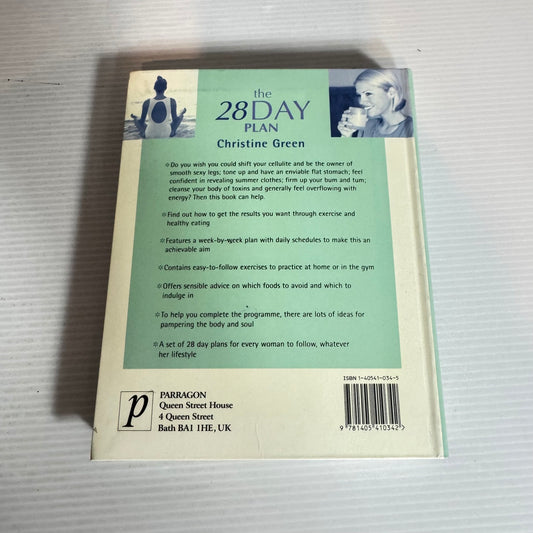 the
28DAY
PLAN
Christine Green
*Do you wish you could shift your cellulite and be the owner of
smooth sexy legs; tone up and have an enviable flat stomach; feel
confident in revealing summer clothes; firm up your bum and tum;
cleanse your body of toxins and generally feel overflowing with
energy? Then this book can help.
*Find out how to get the results you want through exercise and
healthy eating
*Features a week-by-week plan with daily schedules to make this an
achievable aim
*Contains easy-to-follow exercises to practice at home or in the gym
*Offers sensible advice on which foods to avoid and which to
indulge in
*To help you complete the programme, there are lots of ideas for
pampering the body and soul
*A set of 28 day plans for every woman to follow, whatever
her lifestyle
ISBN 1-40541-034-5
9 781405 410342
p
PARRAGON
Queen Street House
4 Queen Street
Bath BA1 1HE, UK